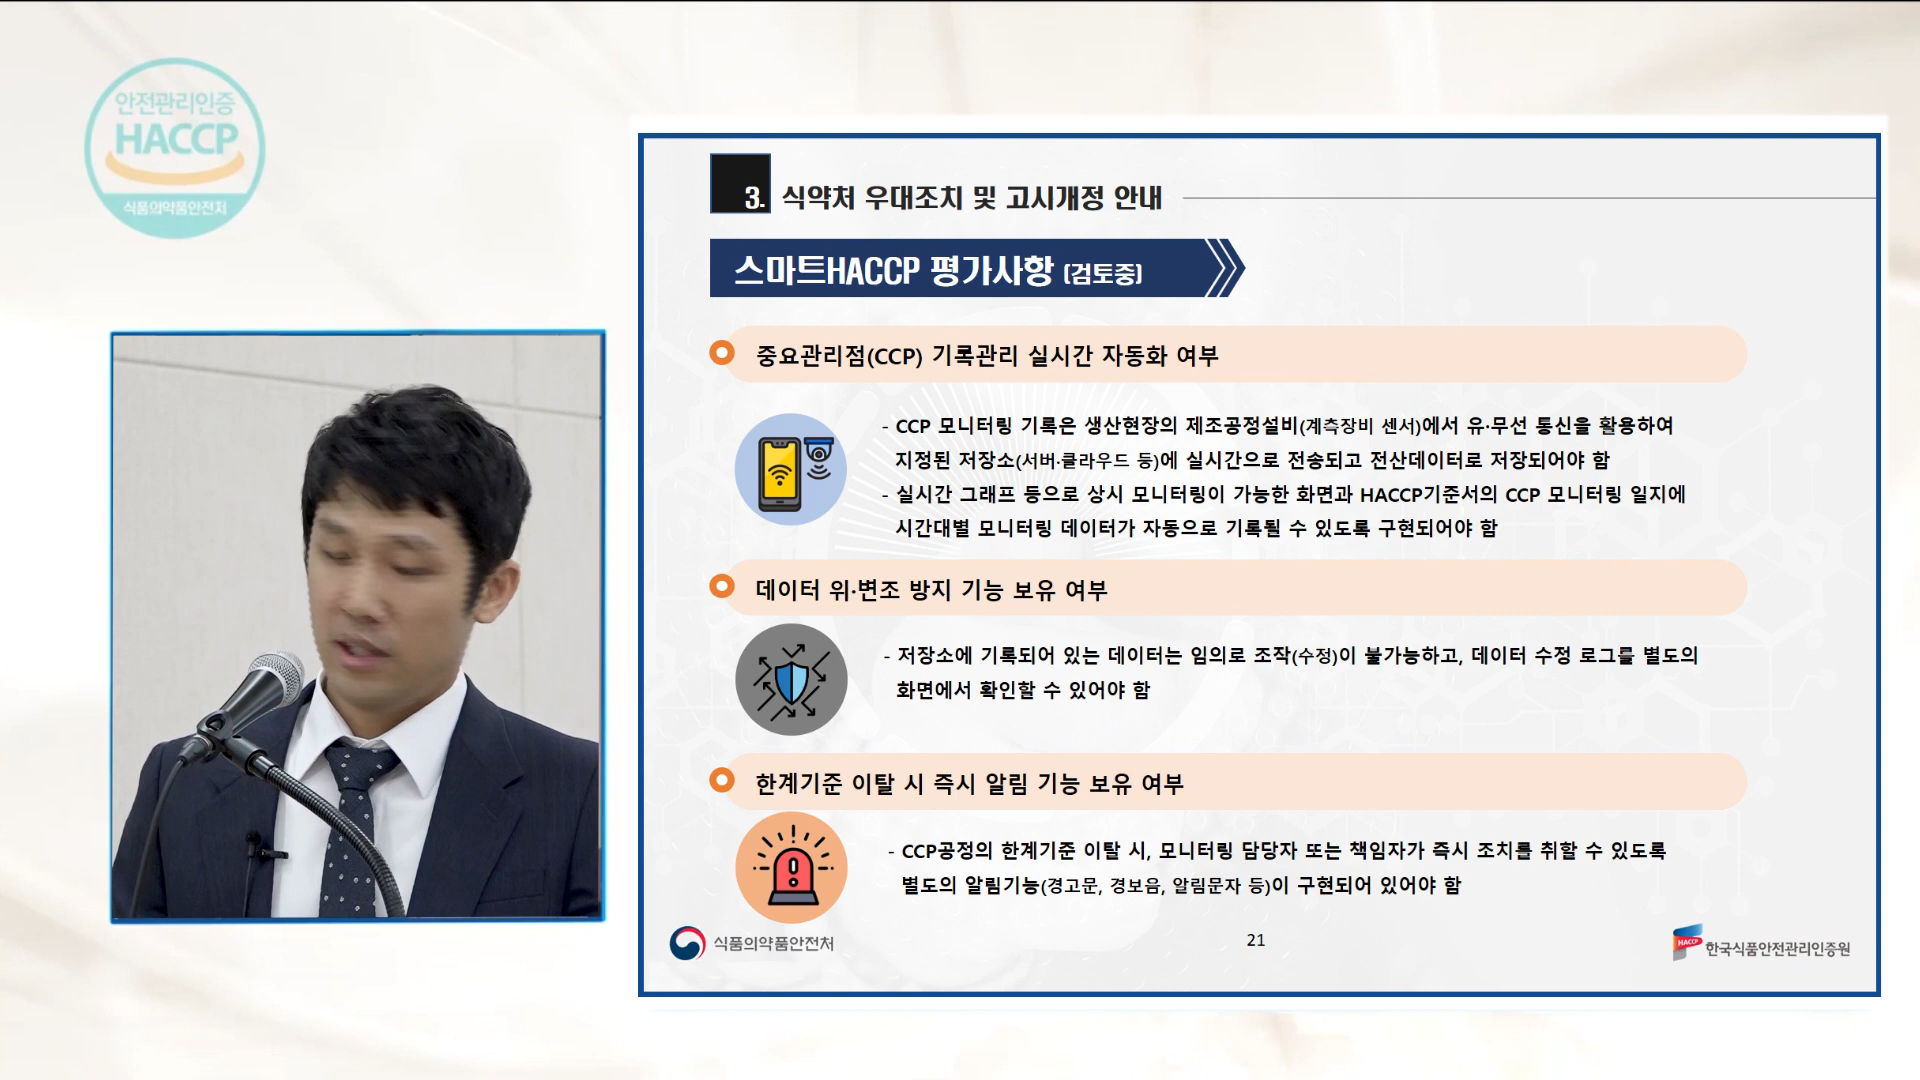 안전관리인증
HACCP
식품의약품안전처
3. 식약처 우대조치 및 고시개정 안내
스마트HACCP 평가사항 (검토중)
중요관리점(CCP) 기록관리 실시간 자동화 여부
- CCP 모니터링 기록은 생산현장의 제조공정설비(계측장비 센서)에서 유·무선 통신을 활용하여
지정된 저장소(서버·클라우드 등)에 실시간으로 전송되고 전산데이터로 저장되어야 함
- 실시간 그래프 등으로 상시 모니터링이 가능한 화면과 HACCP기준서의 CCP 모니터링 일지에
시간대별 모니터링 데이터가 자동으로 기록될 수 있도록 구현되어야 함
데이터 위·변조 방지 기능 보유 여부
- 저장소에 기록되어 있는 데이터는 임의로 조작(수정)이 불가능하고, 데이터 수정 로그를 별도의
화면에서 확인할 수 있어야 함
한계기준 이탈 시 즉시 알림 기능 보유 여부
- CCP공정의 한계기준 이탈 시, 모니터링 담당자 또는 책임자가 즉시 조치를 취할 수 있도록
별도의 알림기능(경고문, 경보음, 알림문자 등)이 구현되어 있어야 함
식품의약품안전처
21
HACCP
한국식품안전관리인증원